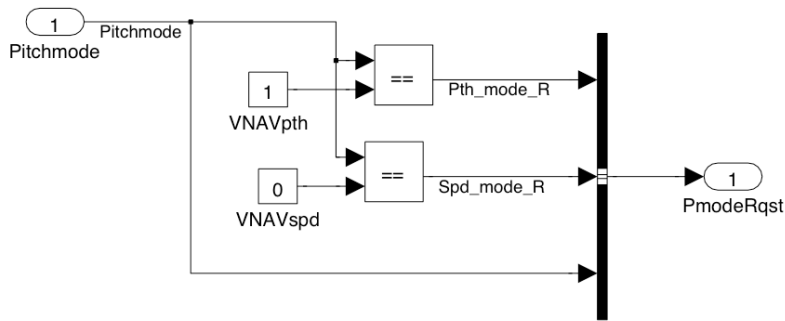 1
Pitchmode
Pitchmode
1
VNAVpth
==
Pth_mode_R
0
VNAVspd
==
Spd_mode_R
1
PmodeRqst